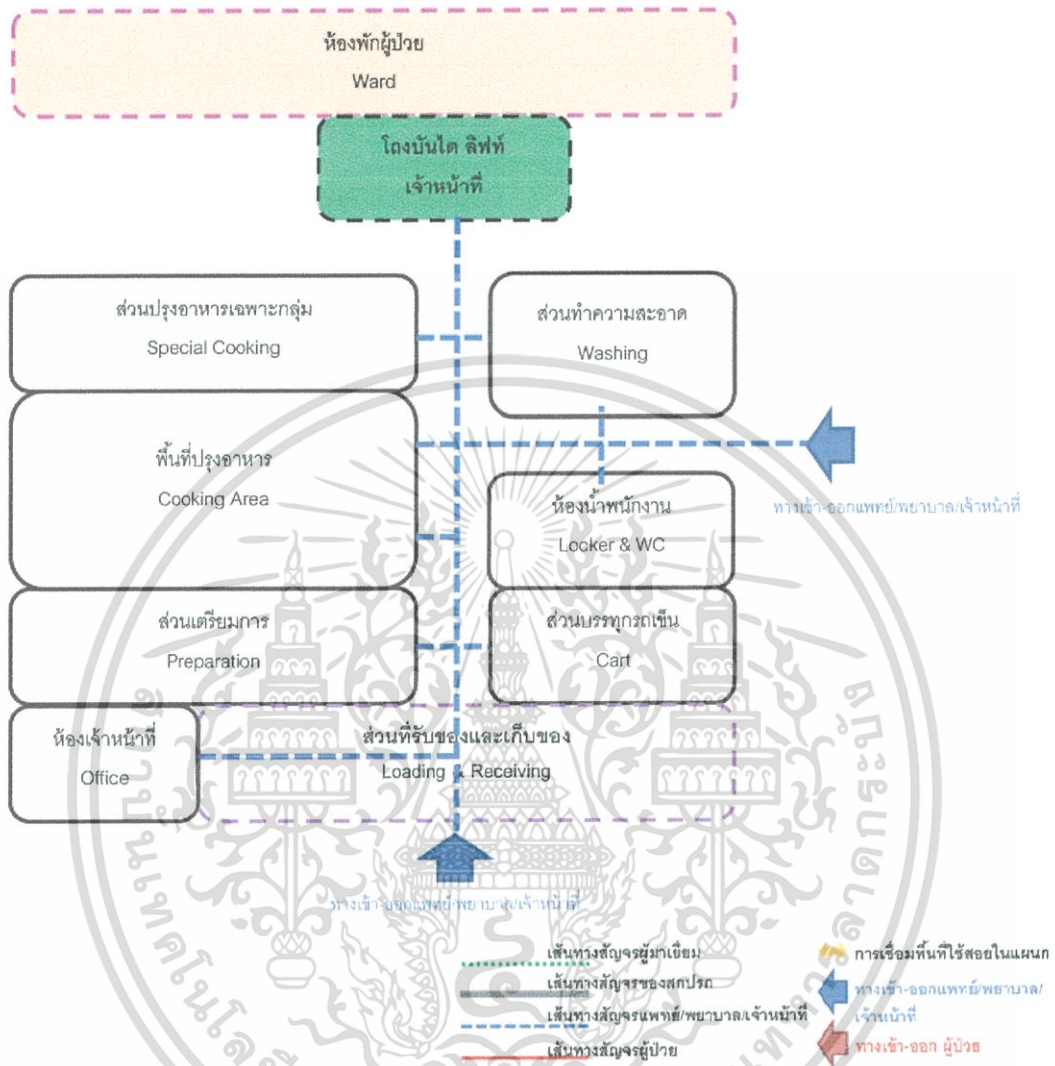 ห้องพักผู้ป่วย
Ward
โถงบันได ลิฟท์
เจ้าหน้าที่
ส่วนปรุงอาหารเฉพาะกลุ่ม
Special Cooking
ส่วนทำความสะอาด
Washing
พื้นที่ปรุงอาหาร
Cooking Area
ห้องน้ำพนักงาน
Locker & WC
ทางเข้า-ออกแพทย์/พยาบาล/เจ้าหน้าที่
ส่วนเตรียมการ
Preparation
ส่วนบรรทุกรถเข็น
Cart
ห้องเจ้าหน้าที่
Office
ส่วนที่รับของและเก็บของ
Loading & Receiving
ทางเข้า-ออกแพทย์/พยาบาล/เจ้าหน้าที่
เส้นทางสัญจรผู้มาเยี่ยม
เส้นทางสัญจรของสกปรก
เส้นทางสัญจรแพทย์/พยาบาล/เจ้าหน้าที่
เส้นทางสัญจรผู้ป่วย
การเชื่อมพื้นที่ใช้สอยในแผนก
ทางเข้า-ออกแพทย์/พยาบาล/
เจ้าหน้าที่
ทางเข้า-ออก ผู้ป่วย